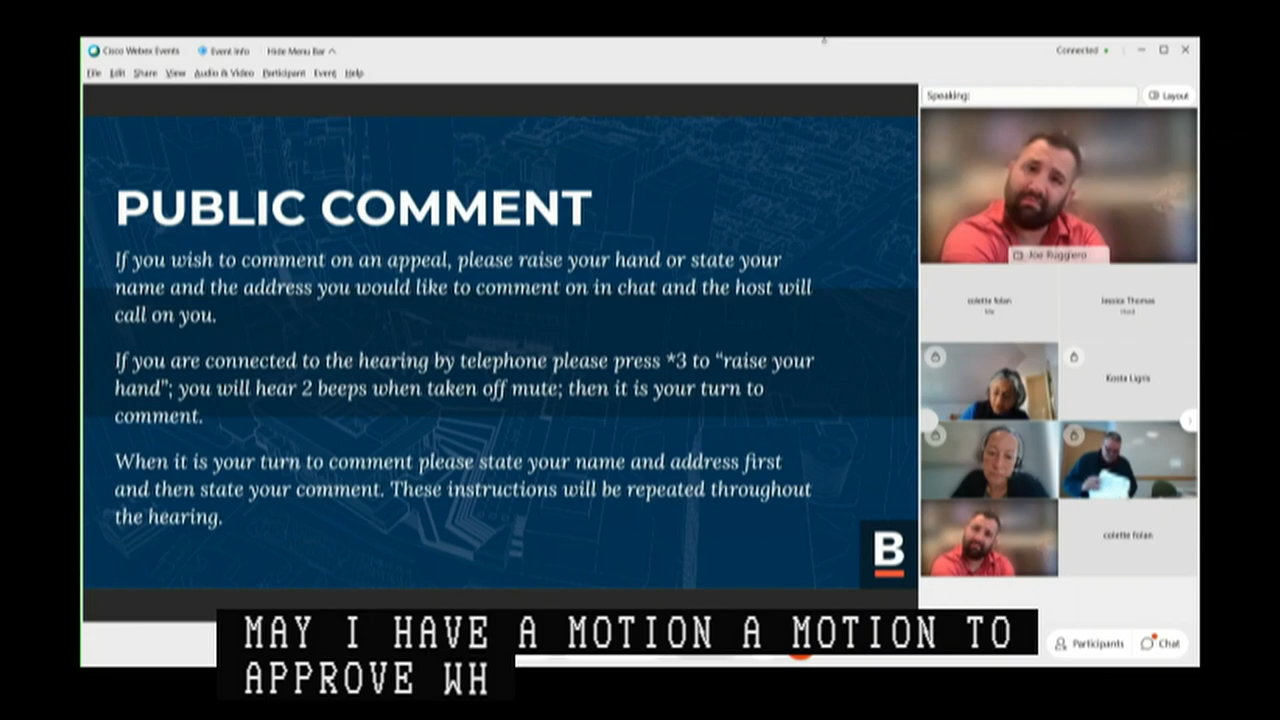 Cisco Webex Events
Event Info
Hide Menu Bar
Connected
File Edit Share View Audio & Video Participant Event Help
Speaking:
Layout
PUBLIC COMMENT
If you wish to comment on an appeal, please raise your hand or state your
name and the address you would like to comment on in chat and the host will
call on you.
If you are connected to the hearing by telephone please press *3 to “raise your
hand”; you will hear 2 beeps when taken off mute; then it is your turn to
comment.
When it is your turn to comment please state your name and address first
and then state your comment. These instructions will be repeated throughout
the hearing.
B
Joe Ruggiero
colette folan
Me
Jessica Thomas
Host
Kosta Ligris
colette folan
MAY I HAVE A MOTION A MOTION TO
APPROVE WH
Participants
Chat